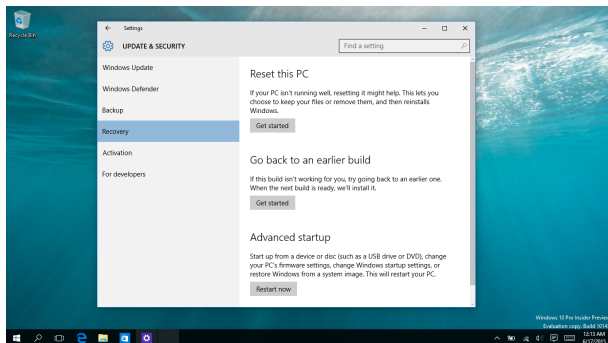 Recycle Bin
Settings
UPDATE & SECURITY
Find a setting
Windows Update
Windows Defender
Backup
Recovery
Activation
For developers
Reset this PC
If your PC isn't running well, resetting it might help. This lets you
choose to keep your files or remove them, and then reinstalls
Windows.
Get started
Go back to an earlier build
If this build isn't working for you, try going back to an earlier one.
When the next build is ready, we'll install it.
Get started
Advanced startup
Start up from a device or disc (such as a USB drive or DVD), change
your PC's firmware settings, change Windows startup settings, or
restore Windows from a system image. This will restart your PC.
Restart now
Windows 10 Pro Insider Preview
Evaluation copy. Build 1014
12:13 AM
6/17/2015